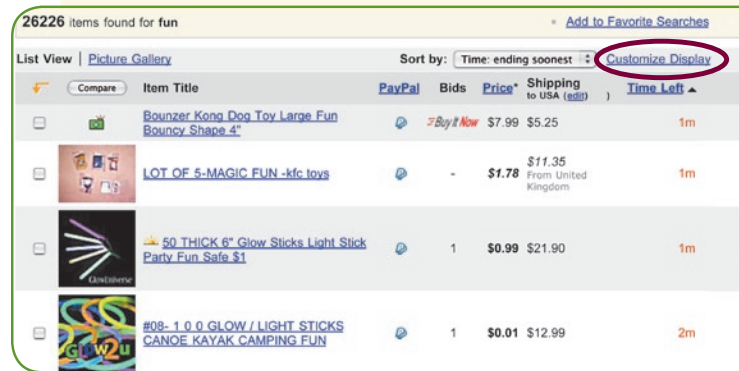 26226 items found for fun
Add to Favorite Searches
List View | Picture Gallery
Sort by: Time: ending soonest
Customize Display
Compare
Item Title
PayPal
Bids
Price*
Shipping
to USA (edit) )
Time Left
Bounzer Kong Dog Toy Large Fun
Bouncy Shape 4"
Buy It Now
$7.99
$5.25
1m
LOT OF 5-MAGIC FUN -kfc toys
-
$1.78
$11.35
From United
Kingdom
1m
GlowUniverse
50 THICK 6" Glow Sticks Light Stick
Party Fun Safe $1
1
$0.99
$21.90
1m
Glow2u
#08- 1 0 0 GLOW / LIGHT STICKS
CANOE KAYAK CAMPING FUN
1
$0.01
$12.99
2m